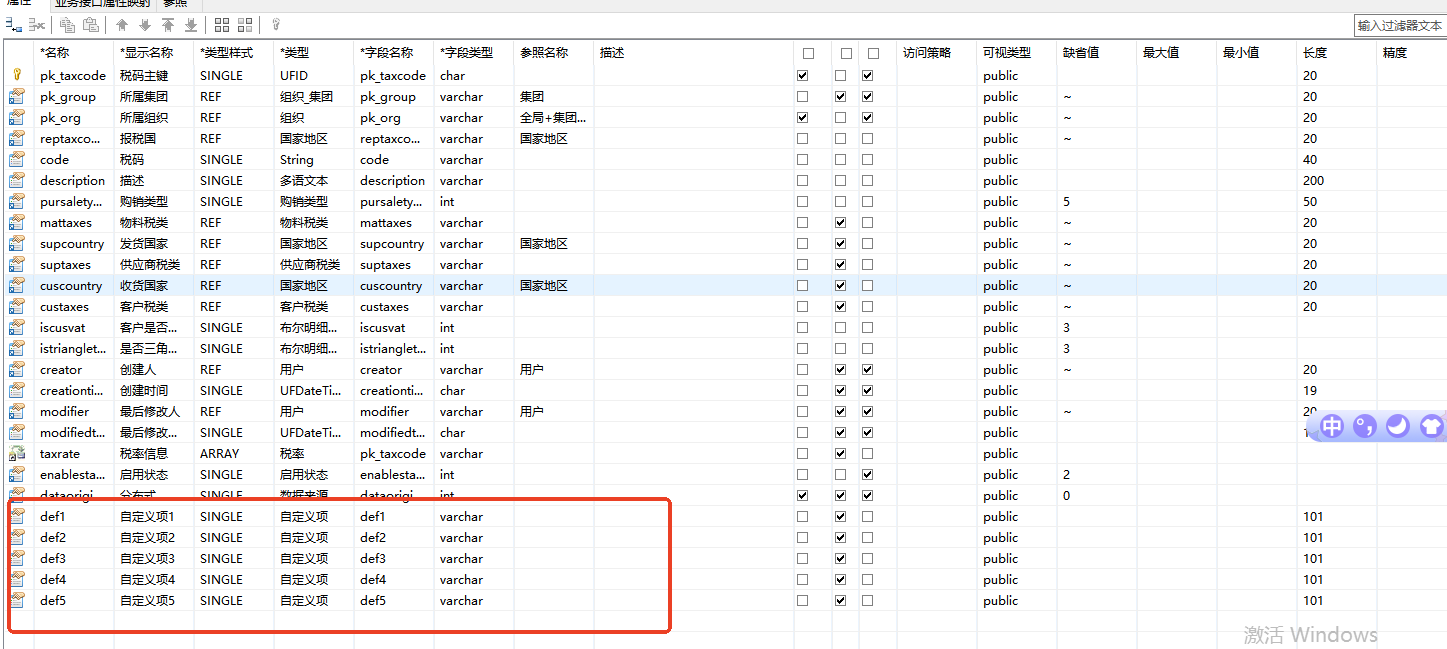 属性 业务接口属性映射 参照
输入过滤器文本
*名称 *显示名称 *类型样式 *类型 *字段名称 *字段类型 参照名称 描述 访问策略 可视类型 缺省值 最大值 最小值 长度 精度
pk_taxcode 税码主键 SINGLE UFID pk_taxcode char public 20
pk_group 所属集团 REF 组织_集团 pk_group varchar 集团 public ~ 20
pk_org 所属组织 REF 组织 pk_org varchar 全局+集团... public ~ 20
reptaxco... 报税国 REF 国家地区 reptaxco... varchar 国家地区 public ~ 20
code 税码 SINGLE String code varchar public 40
description 描述 SINGLE 多语文本 description varchar public 200
pursalety... 购销类型 SINGLE 购销类型 pursalety... int public 5 50
mattaxes 物料税类 REF 物料税类 mattaxes varchar public ~ 20
supcountry 发货国家 REF 国家地区 supcountry varchar 国家地区 public ~ 20
suptaxes 供应商税类 REF 供应商税类 suptaxes varchar public ~ 20
cuscountry 收货国家 REF 国家地区 cuscountry varchar 国家地区 public ~ 20
custaxes 客户税类 REF 客户税类 custaxes varchar public ~ 20
iscusvat 客户是否... SINGLE 布尔明细... iscusvat int public 3
istrianglet... 是否三角... SINGLE 布尔明细... istrianglet... int public 3
creator 创建人 REF 用户 creator varchar 用户 public ~ 20
creationti... 创建时间 SINGLE UFDateTi... creationti... char public 19
modifier 最后修改人 REF 用户 modifier varchar 用户 public ~ 20
中
modifiedt... 最后修改... SINGLE UFDateTi... modifiedt... char public
taxrate 税率信息 ARRAY 税率 pk_taxcode varchar public
enablesta... 启用状态 SINGLE 启用状态 enablesta... int public 2
dataorigi... 分布式 SINGLE 数据来源 dataorigi... int public 0
def1 自定义项1 SINGLE 自定义项 def1 varchar public 101
def2 自定义项2 SINGLE 自定义项 def2 varchar public 101
def3 自定义项3 SINGLE 自定义项 def3 varchar public 101
def4 自定义项4 SINGLE 自定义项 def4 varchar public 101
def5 自定义项5 SINGLE 自定义项 def5 varchar public 101
激活 Windows